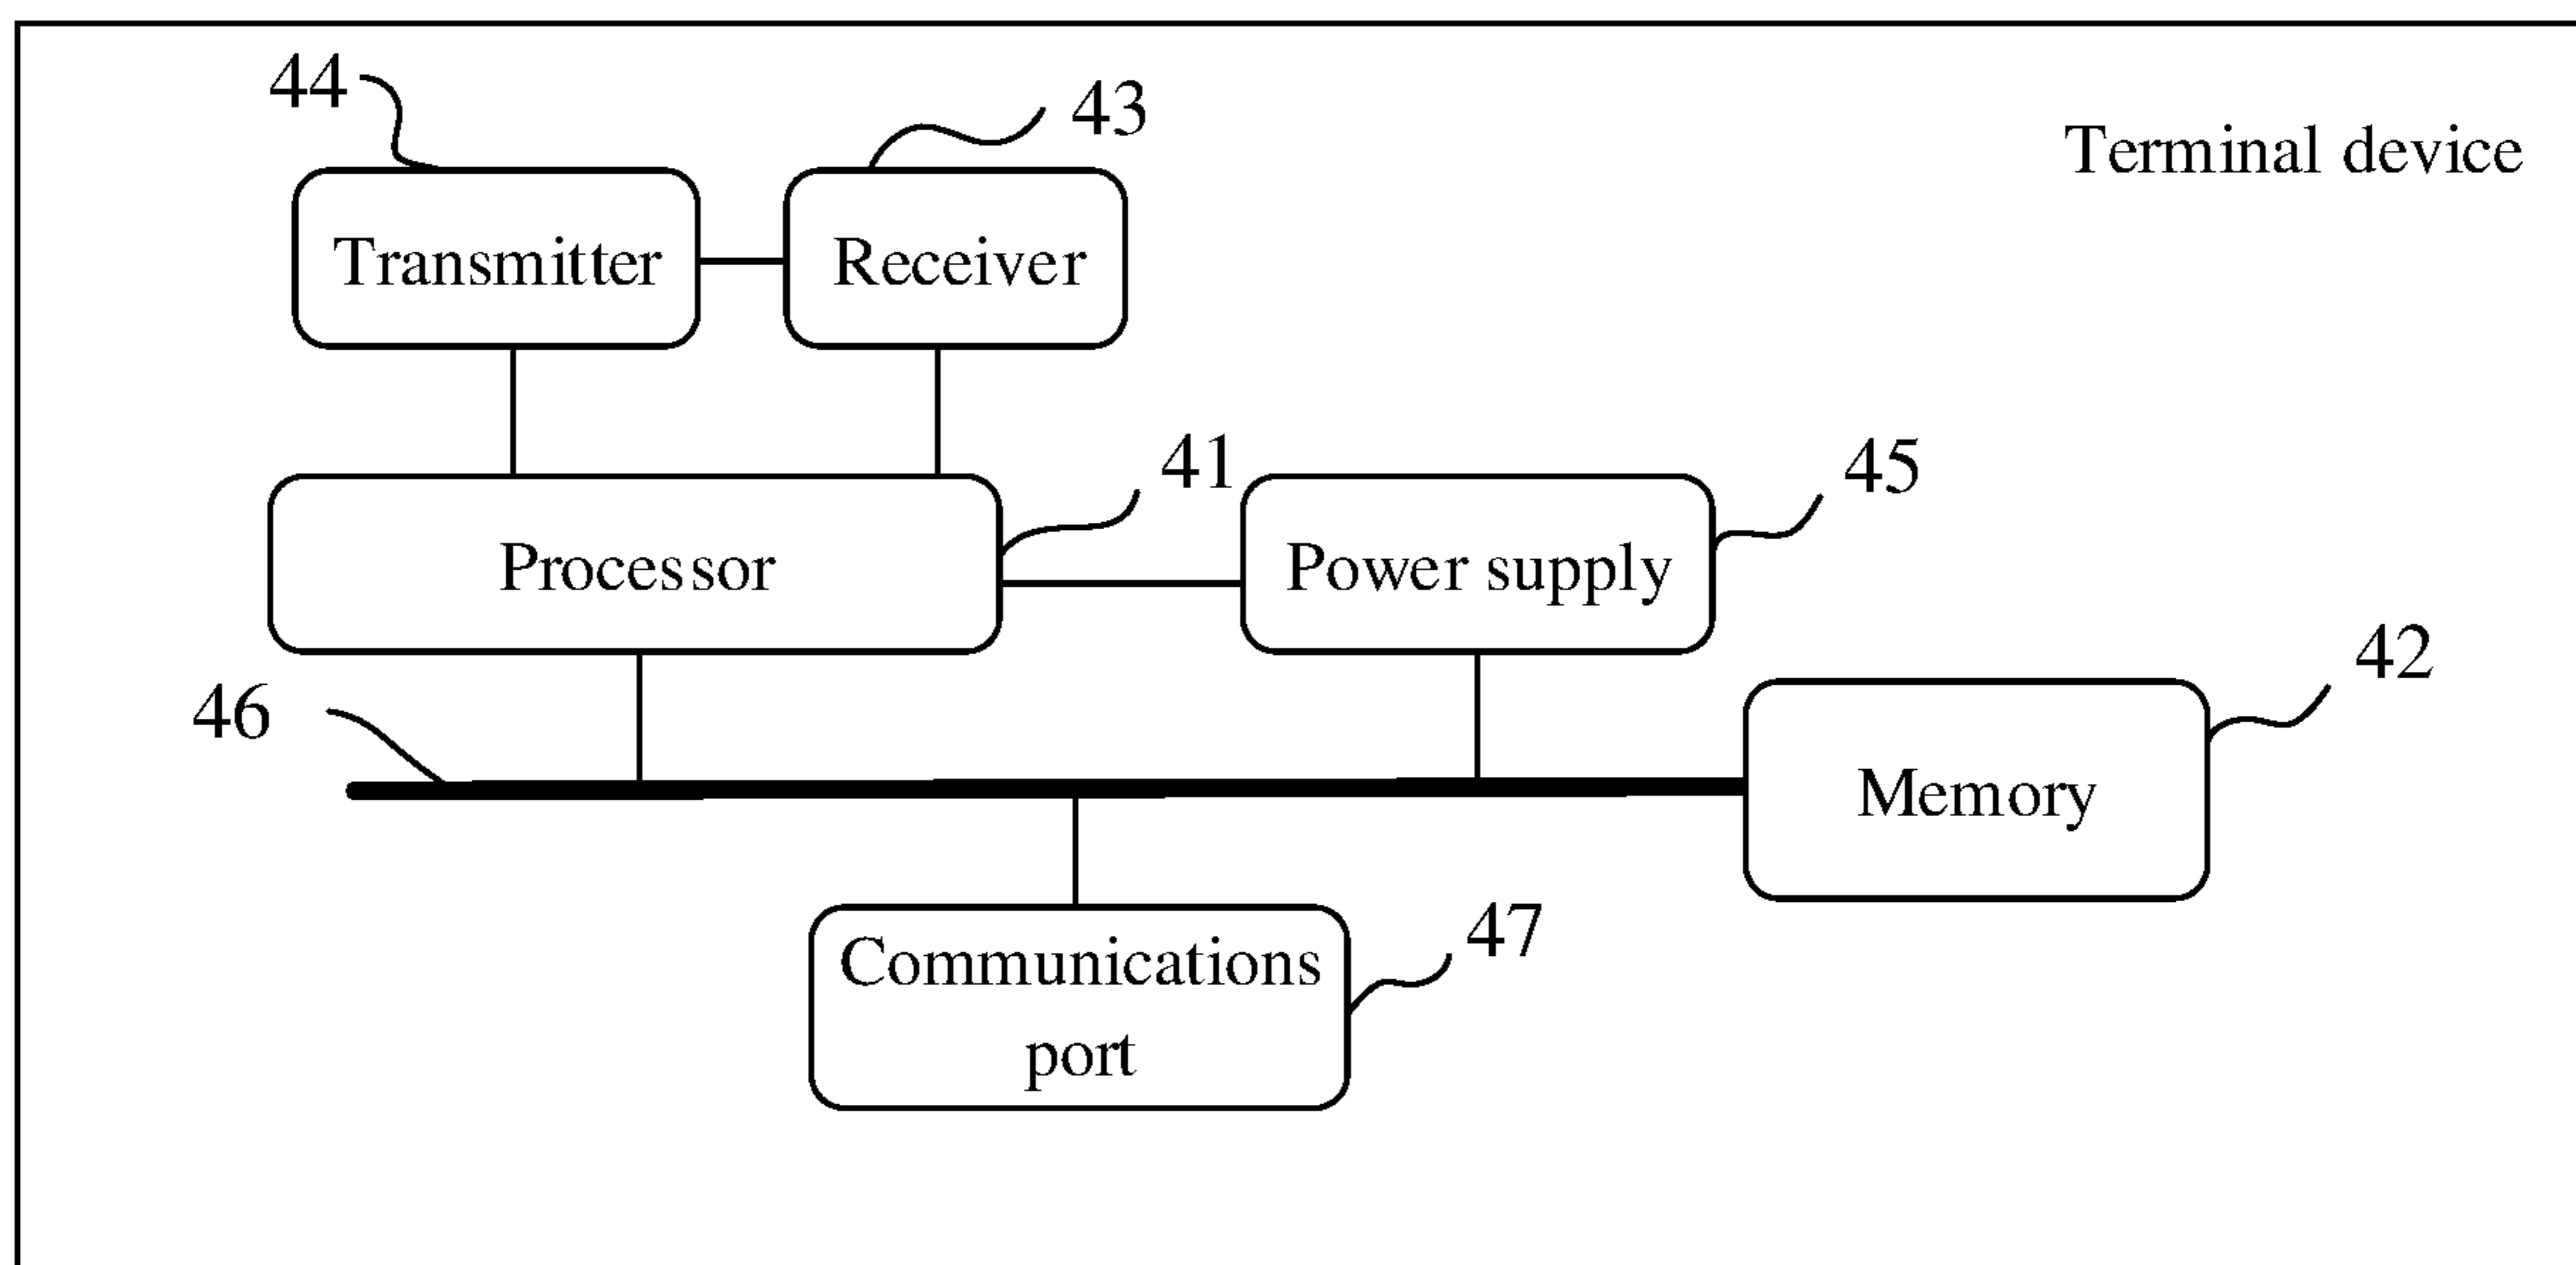 44
43
Terminal device
Transmitter
Receiver
41
45
Processor
Power supply
42
46
Memory
47
Communications
port